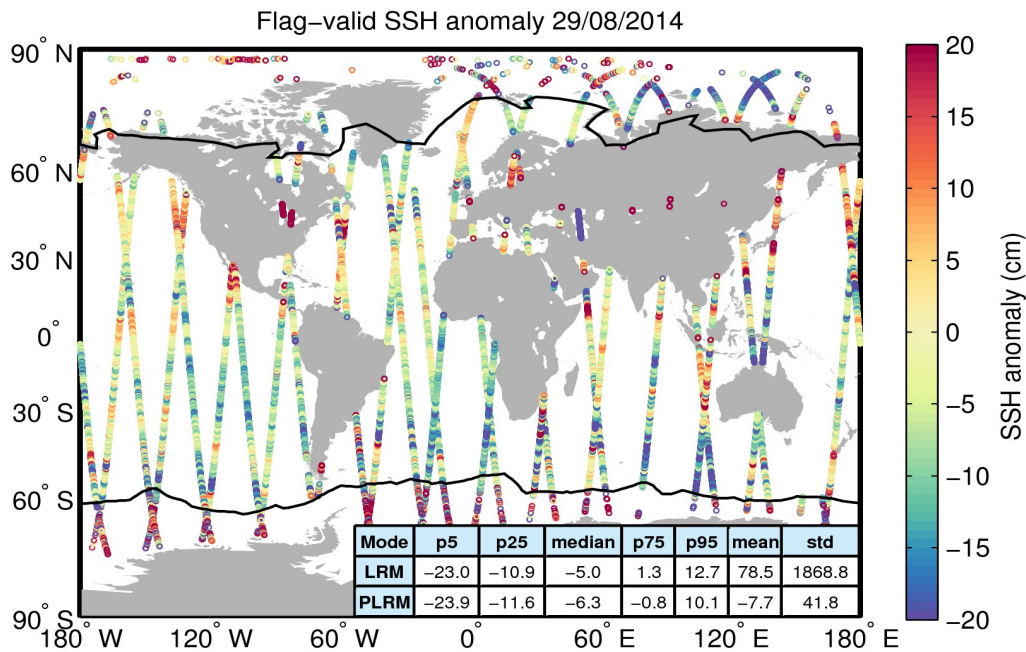 Flag−valid SSH anomaly 29/08/2014
90° N
60° N
30° N
0°
30° S
60° S
90° S
180° W
120° W
60° W
0°
60° E
120° E
180° E
Mode p5 p25 median p75 p95 mean std
LRM −23.0 −10.9 −5.0 1.3 12.7 78.5 1868.8
PLRM −23.9 −11.6 −6.3 −0.8 10.1 −7.7 41.8
20
15
10
5
0
−5
−10
−15
−20
SSH anomaly (cm)